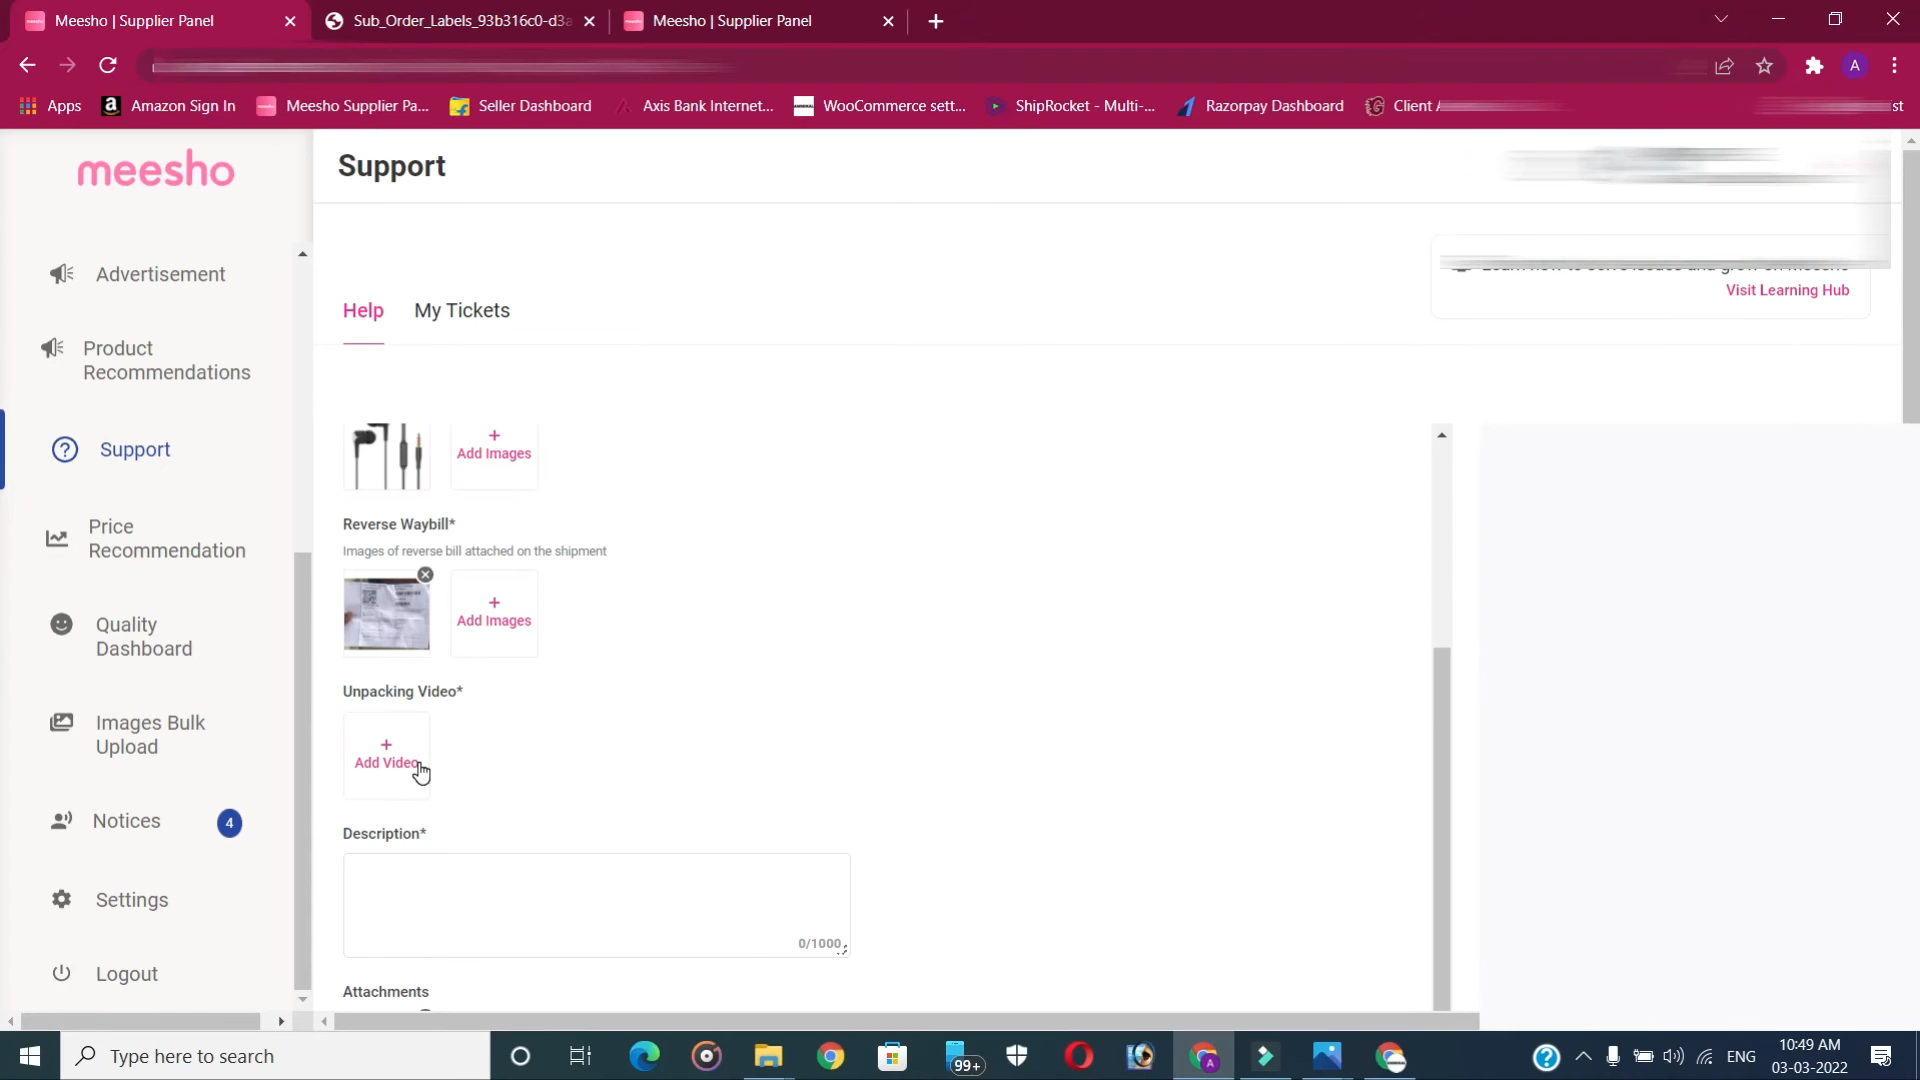 Meesho | Supplier Panel
Sub_Order_Labels_93b316c0-d3a
Meesho | Supplier Panel
A
Apps
Amazon Sign In
Meesho Supplier Pa...
Seller Dashboard
Axis Bank Internet...
WooCommerce sett...
ShipRocket - Multi-...
Razorpay Dashboard
Client
st
meesho
Support
Advertisement
Product
Recommendations
Support
Price
Recommendation
Quality
Dashboard
Images Bulk
Upload
Notices
4
Settings
Logout
Visit Learning Hub
Help
My Tickets
+
Add Images
Reverse Waybill*
Images of reverse bill attached on the shipment
+
Add Images
Unpacking Video*
+
Add Video
Description*
0/1000
Attachments
Type here to search
99+
A
ENG
10:49 AM
03-03-2022